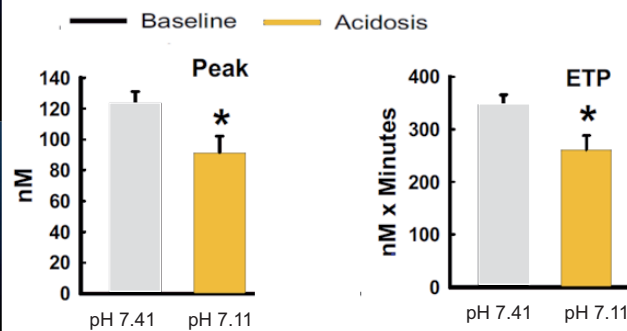 Baseline Acidosis
Peak
140
120
100
80
60
40
20
0
nM
*
pH 7.41 pH 7.11
ETP
400
300
200
100
0
nM x Minutes
*
pH 7.41 pH 7.11